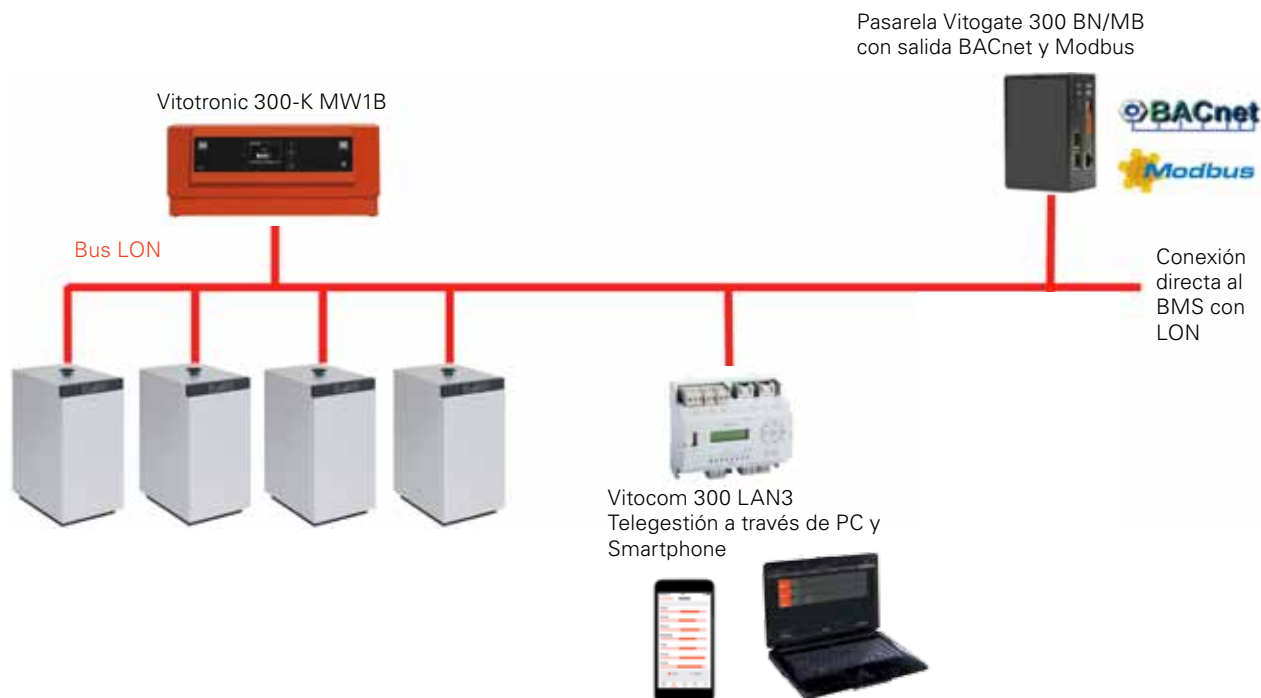 Pasarela Vitogate 300 BN/MB
con salida BACnet y Modbus
Vitotronic 300-K MW1B
BACnet
Modbus
Bus LON
Conexión
directa al
BMS con
LON
Vitocom 300 LAN3
Telegestión a través de PC y
Smartphone